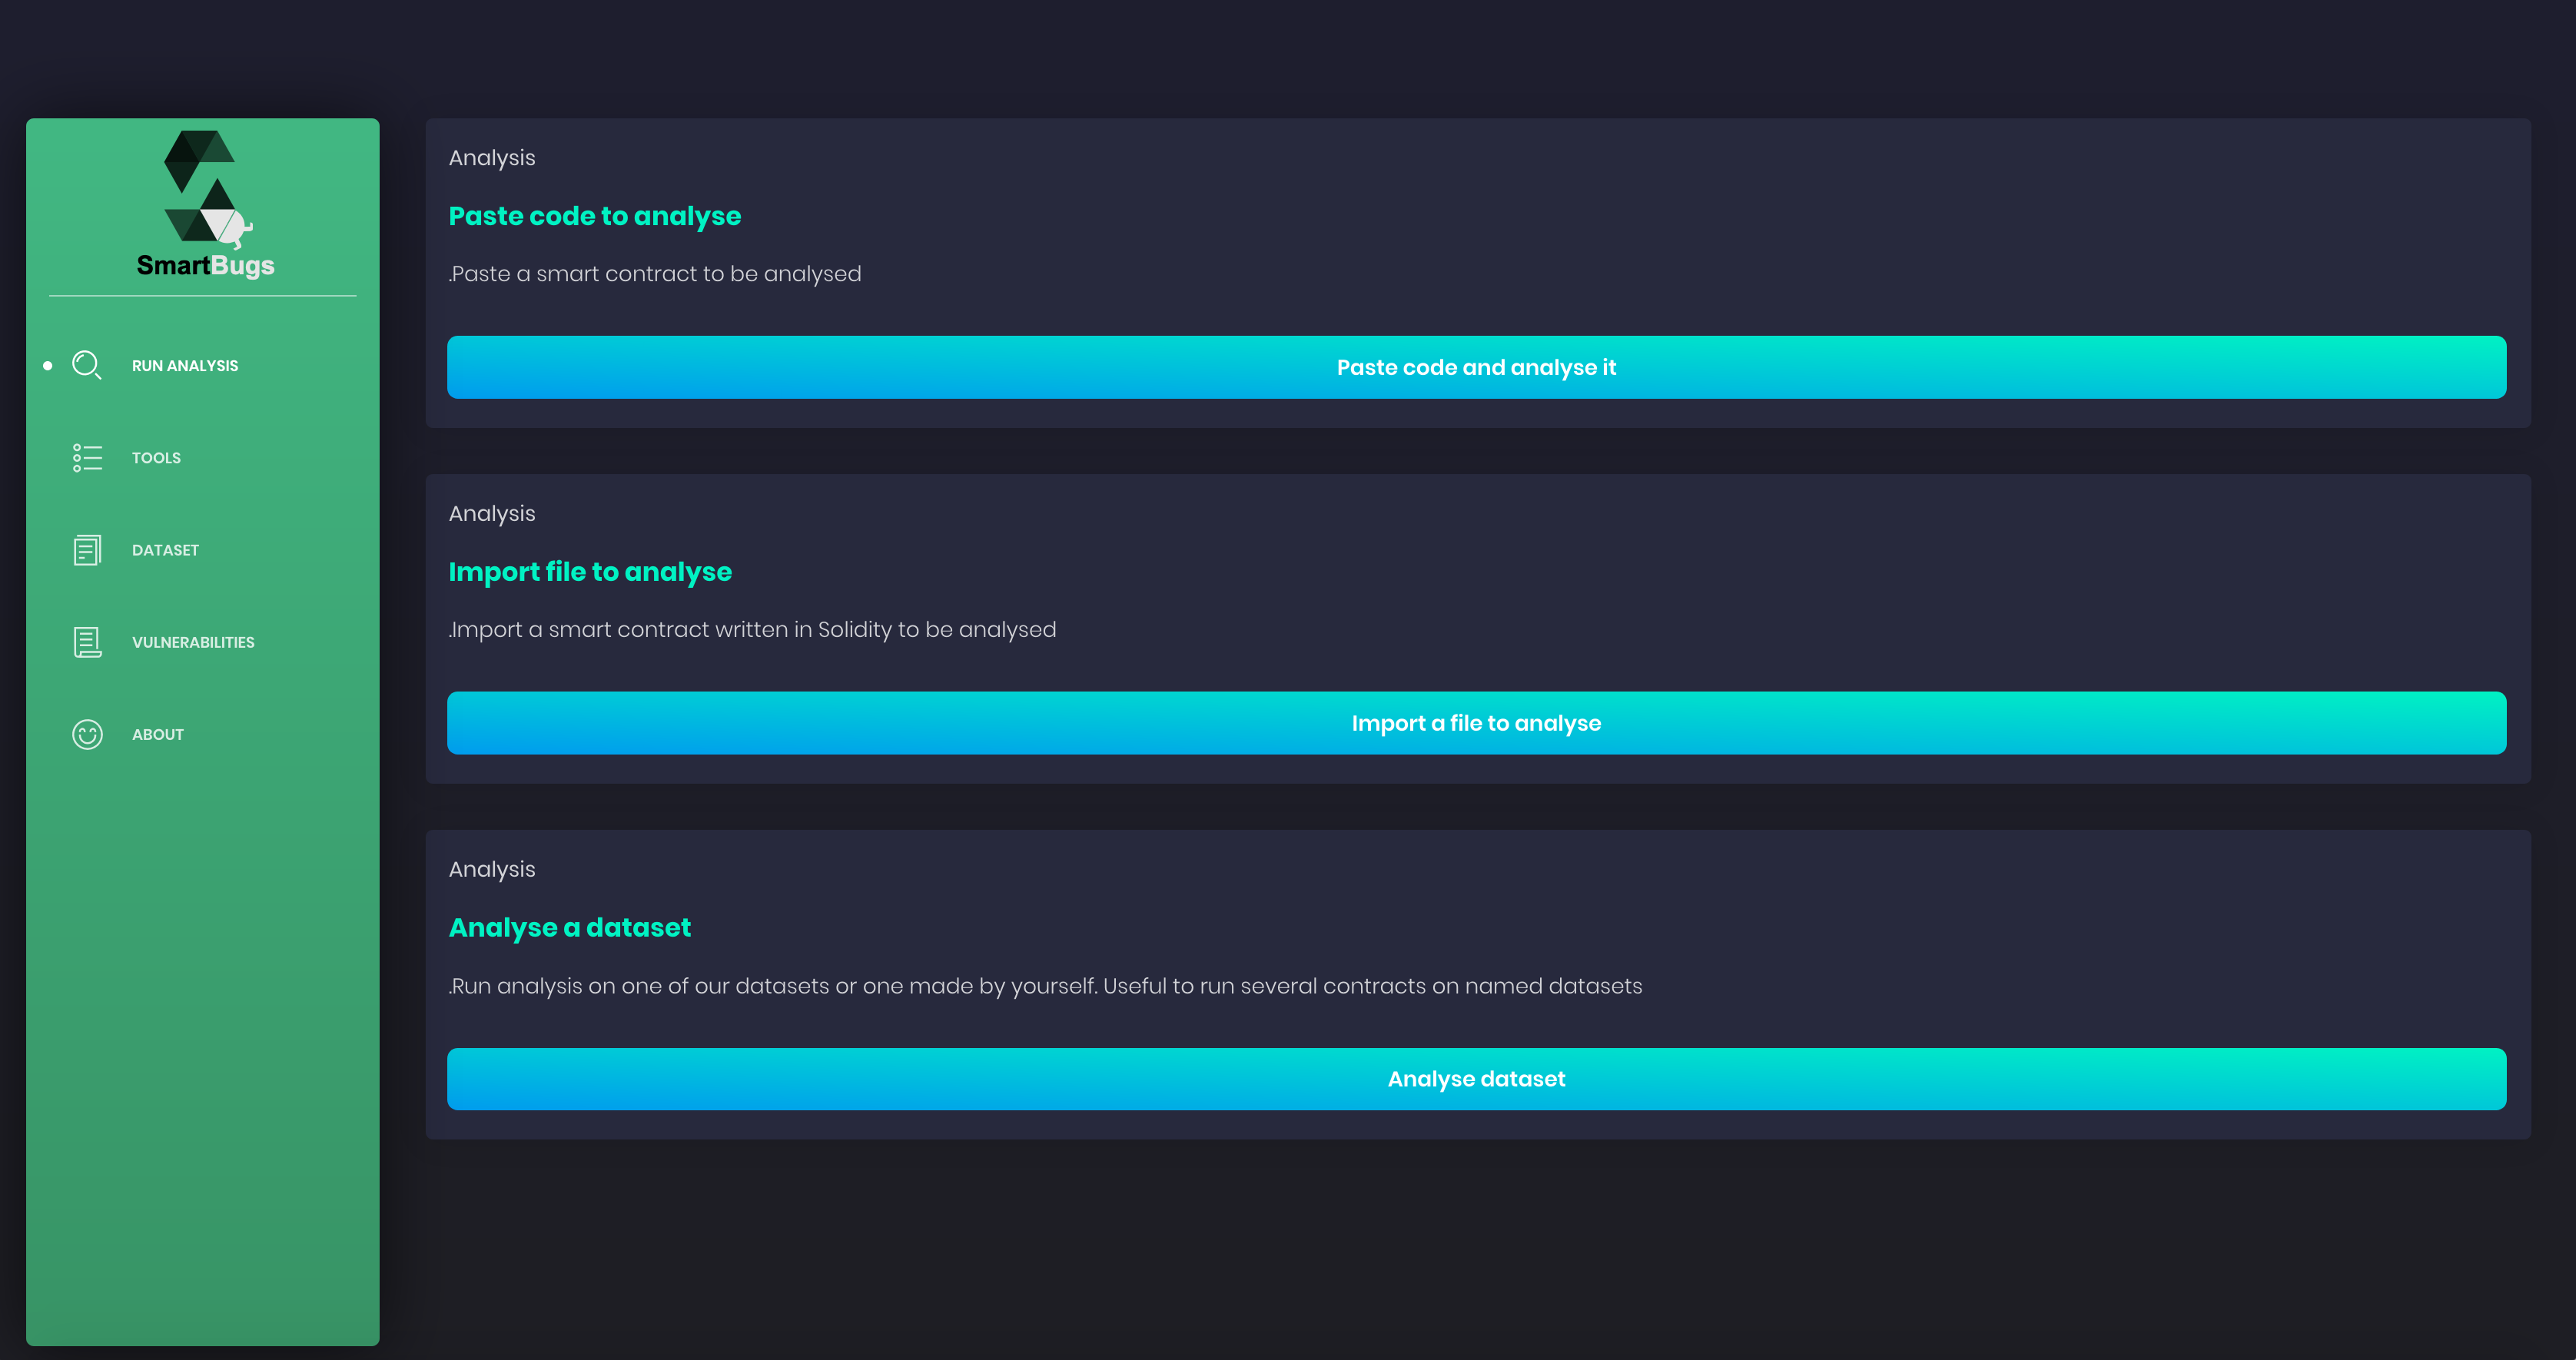 SmartBugs
RUN ANALYSIS
TOOLS
DATASET
VULNERABILITIES
ABOUT
Analysis
Paste code to analyse
.Paste a smart contract to be analysed
Paste code and analyse it
Analysis
Import file to analyse
.Import a smart contract written in Solidity to be analysed
Import a file to analyse
Analysis
Analyse a dataset
.Run analysis on one of our datasets or one made by yourself. Useful to run several contracts on named datasets
Analyse dataset